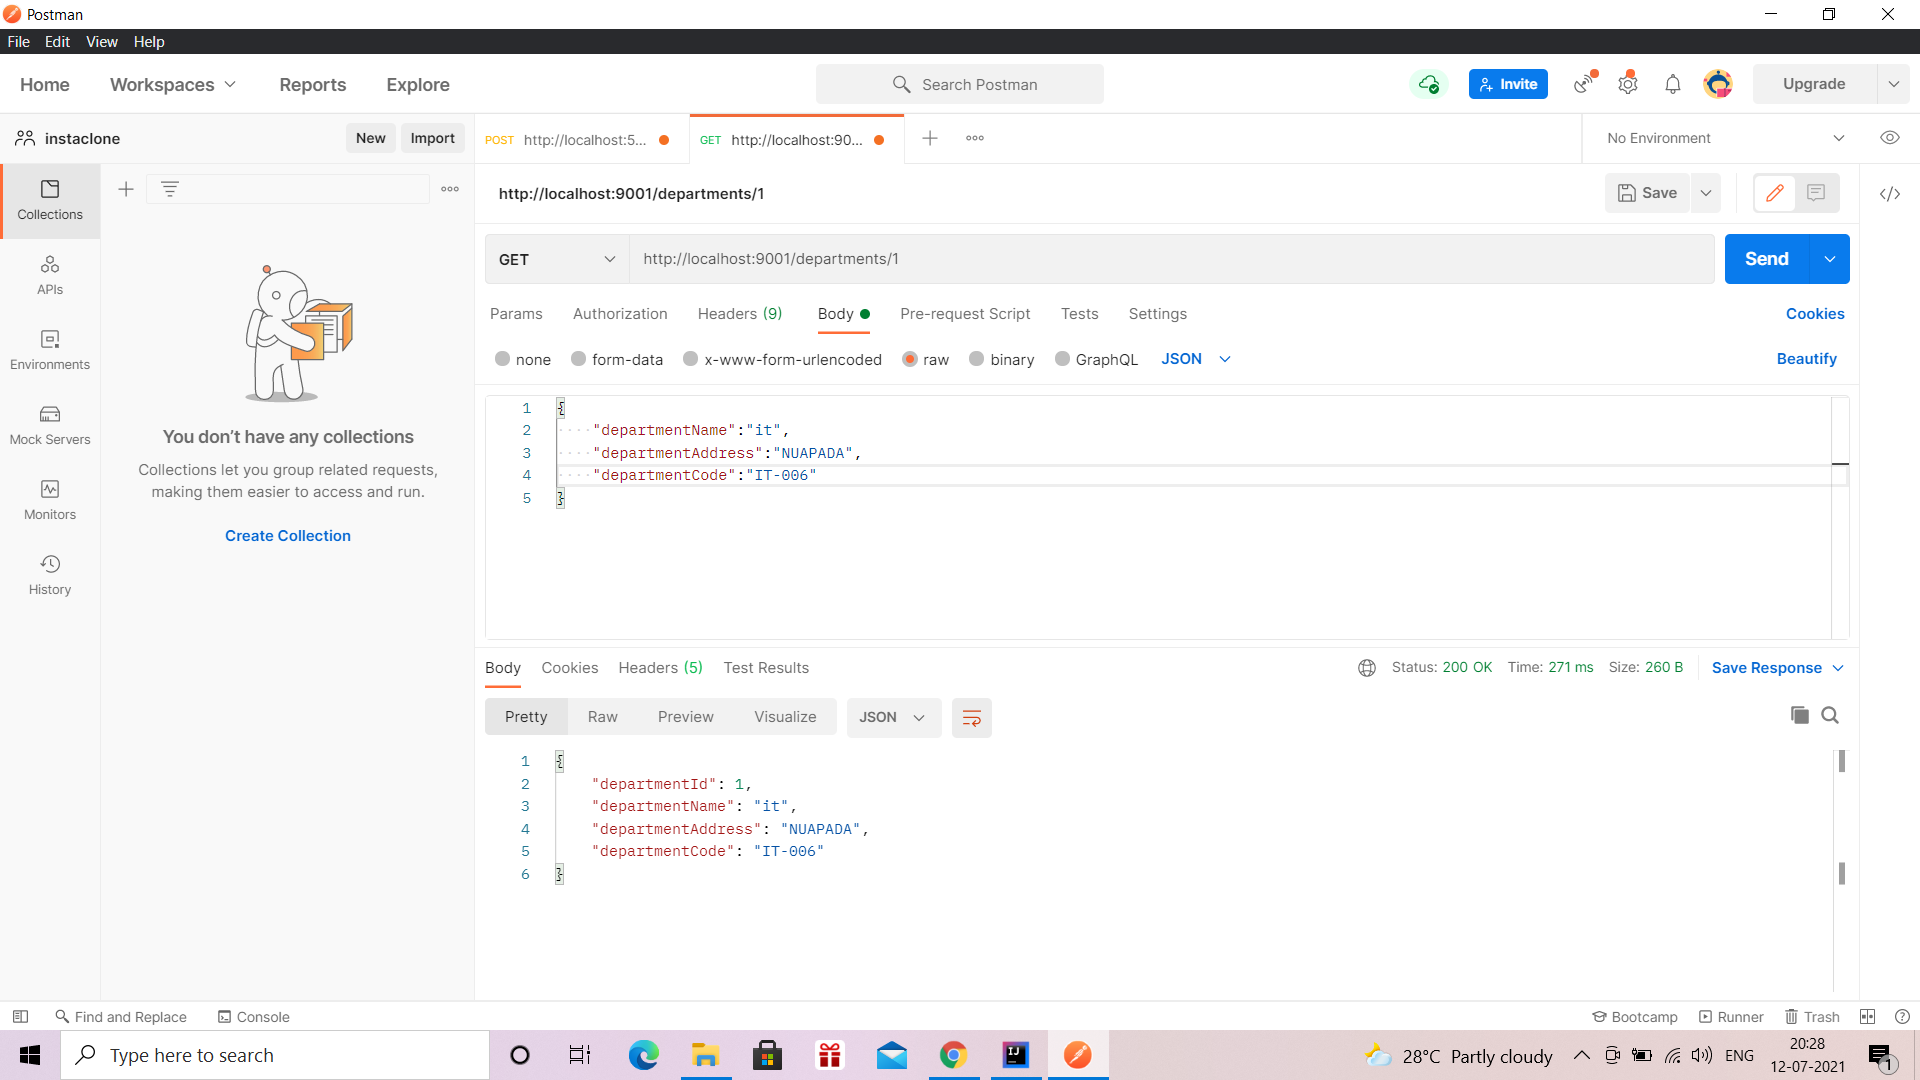 Postman
File Edit View Help
Home Workspaces Reports Explore Search Postman Invite Upgrade
instaclone New Import POST http://localhost:5... GET http://localhost:90... No Environment
http://localhost:9001/departments/1 Save
Collections
APIs
Environments
Mock Servers
Monitors
History
You don’t have any collections
Collections let you group related requests,
making them easier to access and run.
Create Collection
GET http://localhost:9001/departments/1 Send
Params Authorization Headers (9) Body Pre-request Script Tests Settings Cookies
none form-data x-www-form-urlencoded raw binary GraphQL JSON Beautify
1 {
2 "departmentName":"it",
3 "departmentAddress":"NUAPADA",
4 "departmentCode":"IT-006"
5 }
Body Cookies Headers (5) Test Results Status: 200 OK Time: 271 ms Size: 260 B Save Response
Pretty Raw Preview Visualize JSON
1 {
2 "departmentId": 1,
3 "departmentName": "it",
4 "departmentAddress": "NUAPADA",
5 "departmentCode": "IT-006"
6 }
Find and Replace Console Bootcamp Runner Trash
Type here to search IJ 28°C Partly cloudy ENG 20:28
12-07-2021 1